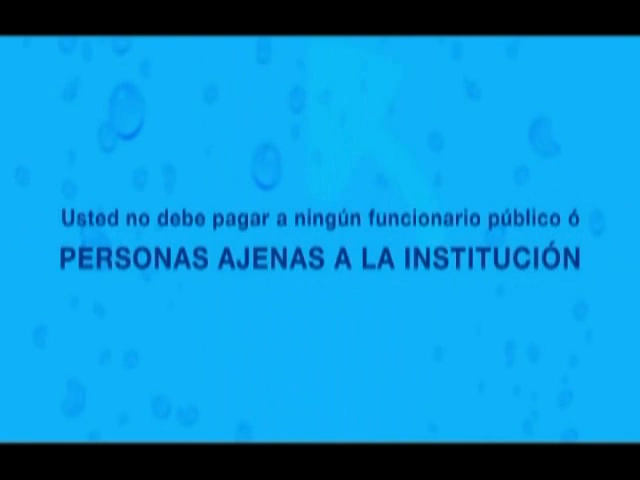 Usted no debe pagar a ningún funcionario público ó
PERSONAS AJENAS A LA INSTITUCIÓN